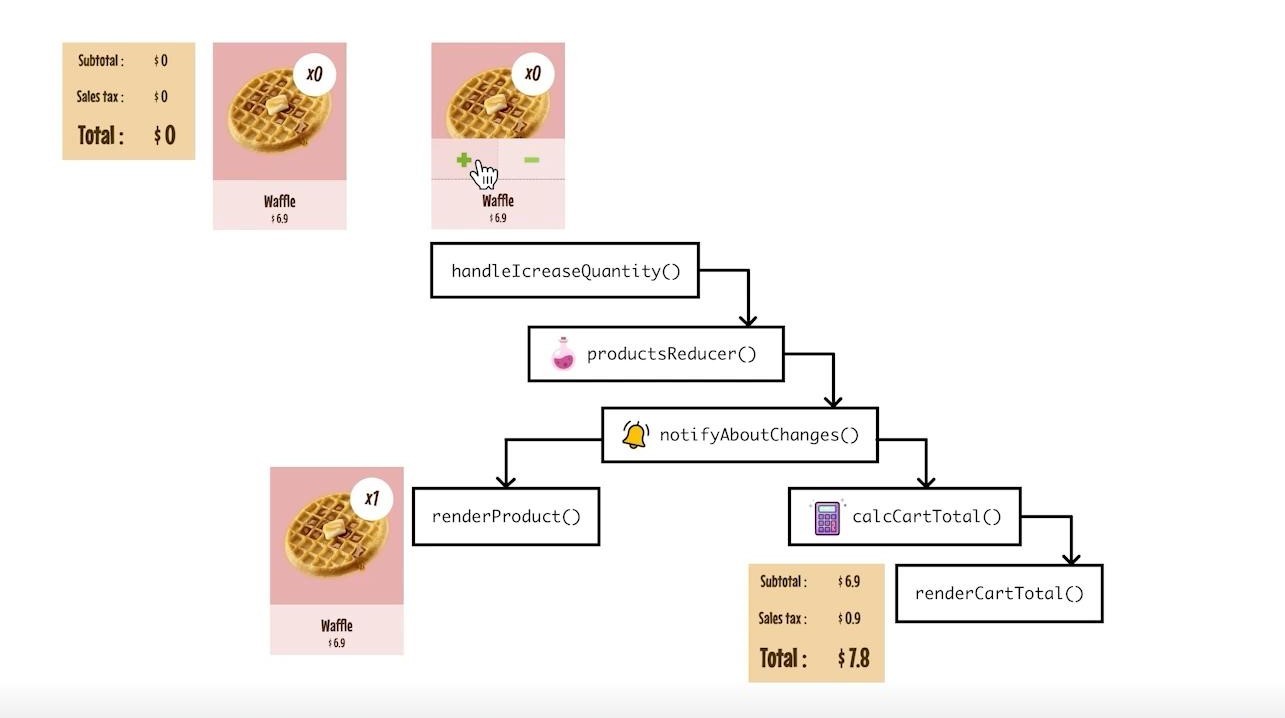 Subtotal : $ 0
Sales tax : $ 0
Total : $ 0
x0
Waffle
$ 6.9
x0
Waffle
$ 6.9
handleIcreaseQuantity()
productsReducer()
notifyAboutChanges()
x1
Waffle
$ 6.9
renderProduct()
calcCartTotal()
Subtotal : $ 6.9
Sales tax : $ 0.9
Total : $ 7.8
renderCartTotal()